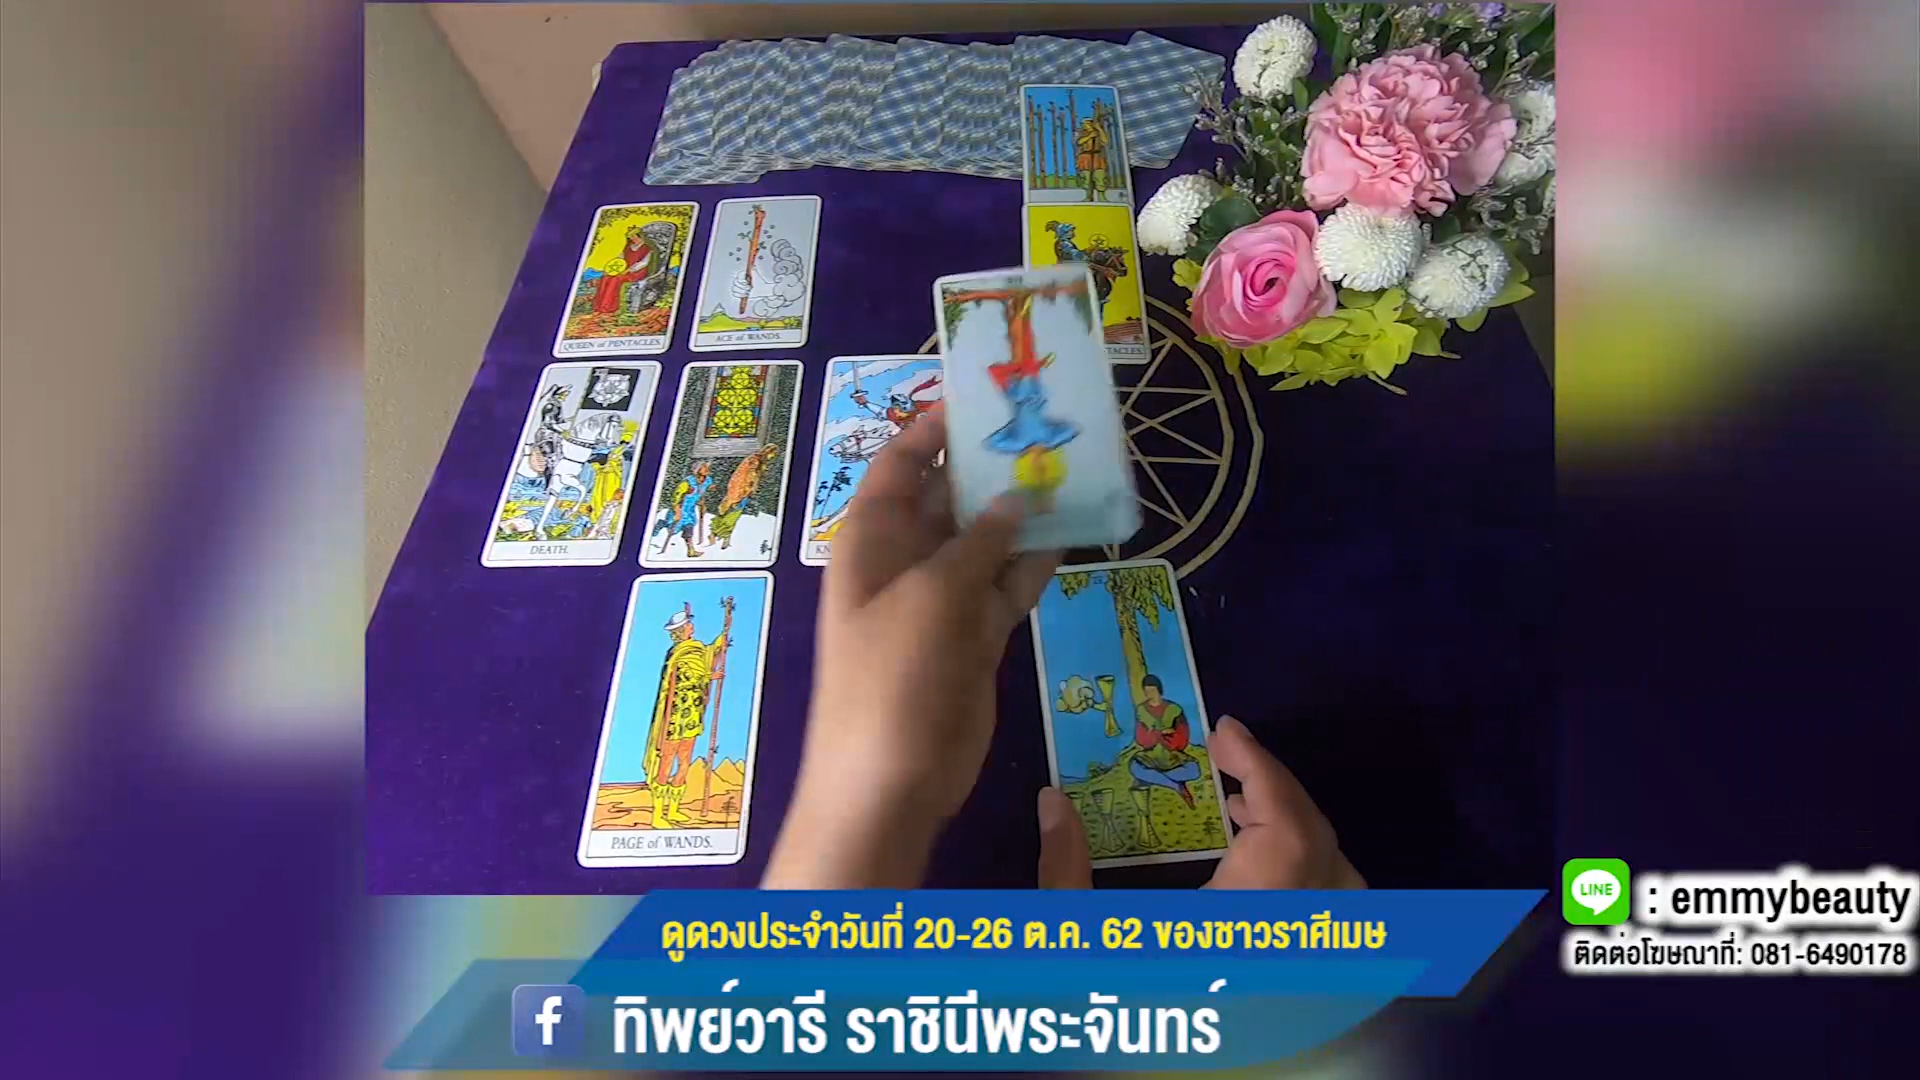 QUEEN of PENTACLES.
ACE of WANDS.
TACLES.
DEATH.
KN
PAGE of WANDS.
ดูดวงประจำวันที่ 20-26 ต.ค. 62 ของชาวราศีเมษ
f ทิพย์วารี ราชินีพระจันทร์
LINE : emmybeauty
ติดต่อโฆษณาที่: 081-6490178